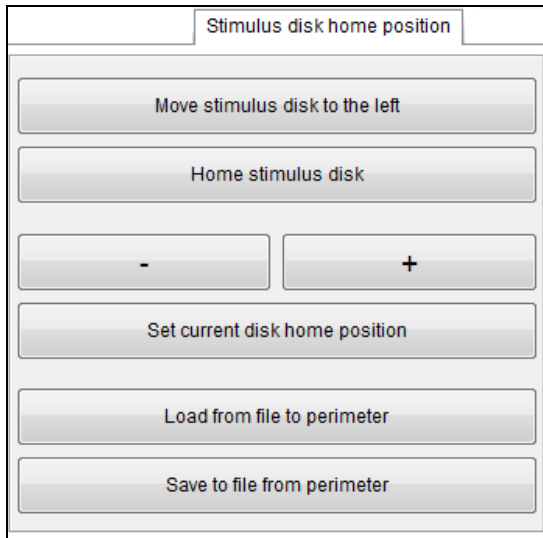 Stimulus disk home position
Move stimulus disk to the left
Home stimulus disk
- +
Set current disk home position
Load from file to perimeter
Save to file from perimeter